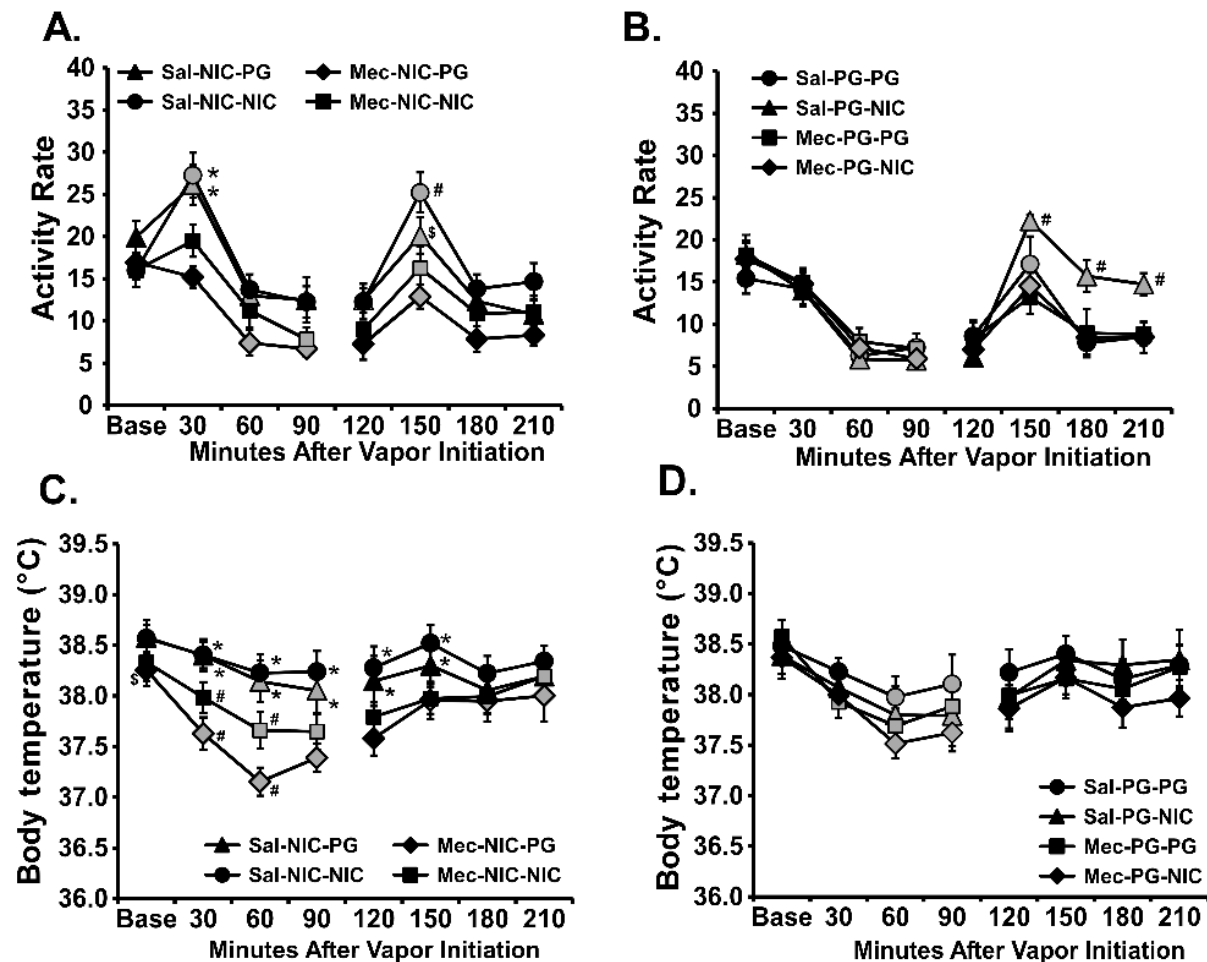 A.
Sal-NIC-PG Mec-NIC-PG
Sal-NIC-NIC Mec-NIC-NIC
40
35
30
25
20
15
10
5
0
Activity Rate
*
*
#
$
Base 30 60 90 120 150 180 210
Minutes After Vapor Initiation
B.
Sal-PG-PG
Sal-PG-NIC
Mec-PG-PG
Mec-PG-NIC
40
35
30
25
20
15
10
5
0
Activity Rate
#
#
#
Base 30 60 90 120 150 180 210
Minutes After Vapor Initiation
C.
39.5
39.0
38.5
38.0
37.5
37.0
36.5
36.0
Body temperature (°C)
$
*
*
#
#
*
*
#
#
*
*
*
*
*
*
Sal-NIC-PG Mec-NIC-PG
Sal-NIC-NIC Mec-NIC-NIC
Base 30 60 90 120 150 180 210
Minutes After Vapor Initiation
D.
39.5
39.0
38.5
38.0
37.5
37.0
36.5
36.0
Body temperature (°C)
Sal-PG-PG
Sal-PG-NIC
Mec-PG-PG
Mec-PG-NIC
Base 30 60 90 120 150 180 210
Minutes After Vapor Initiation